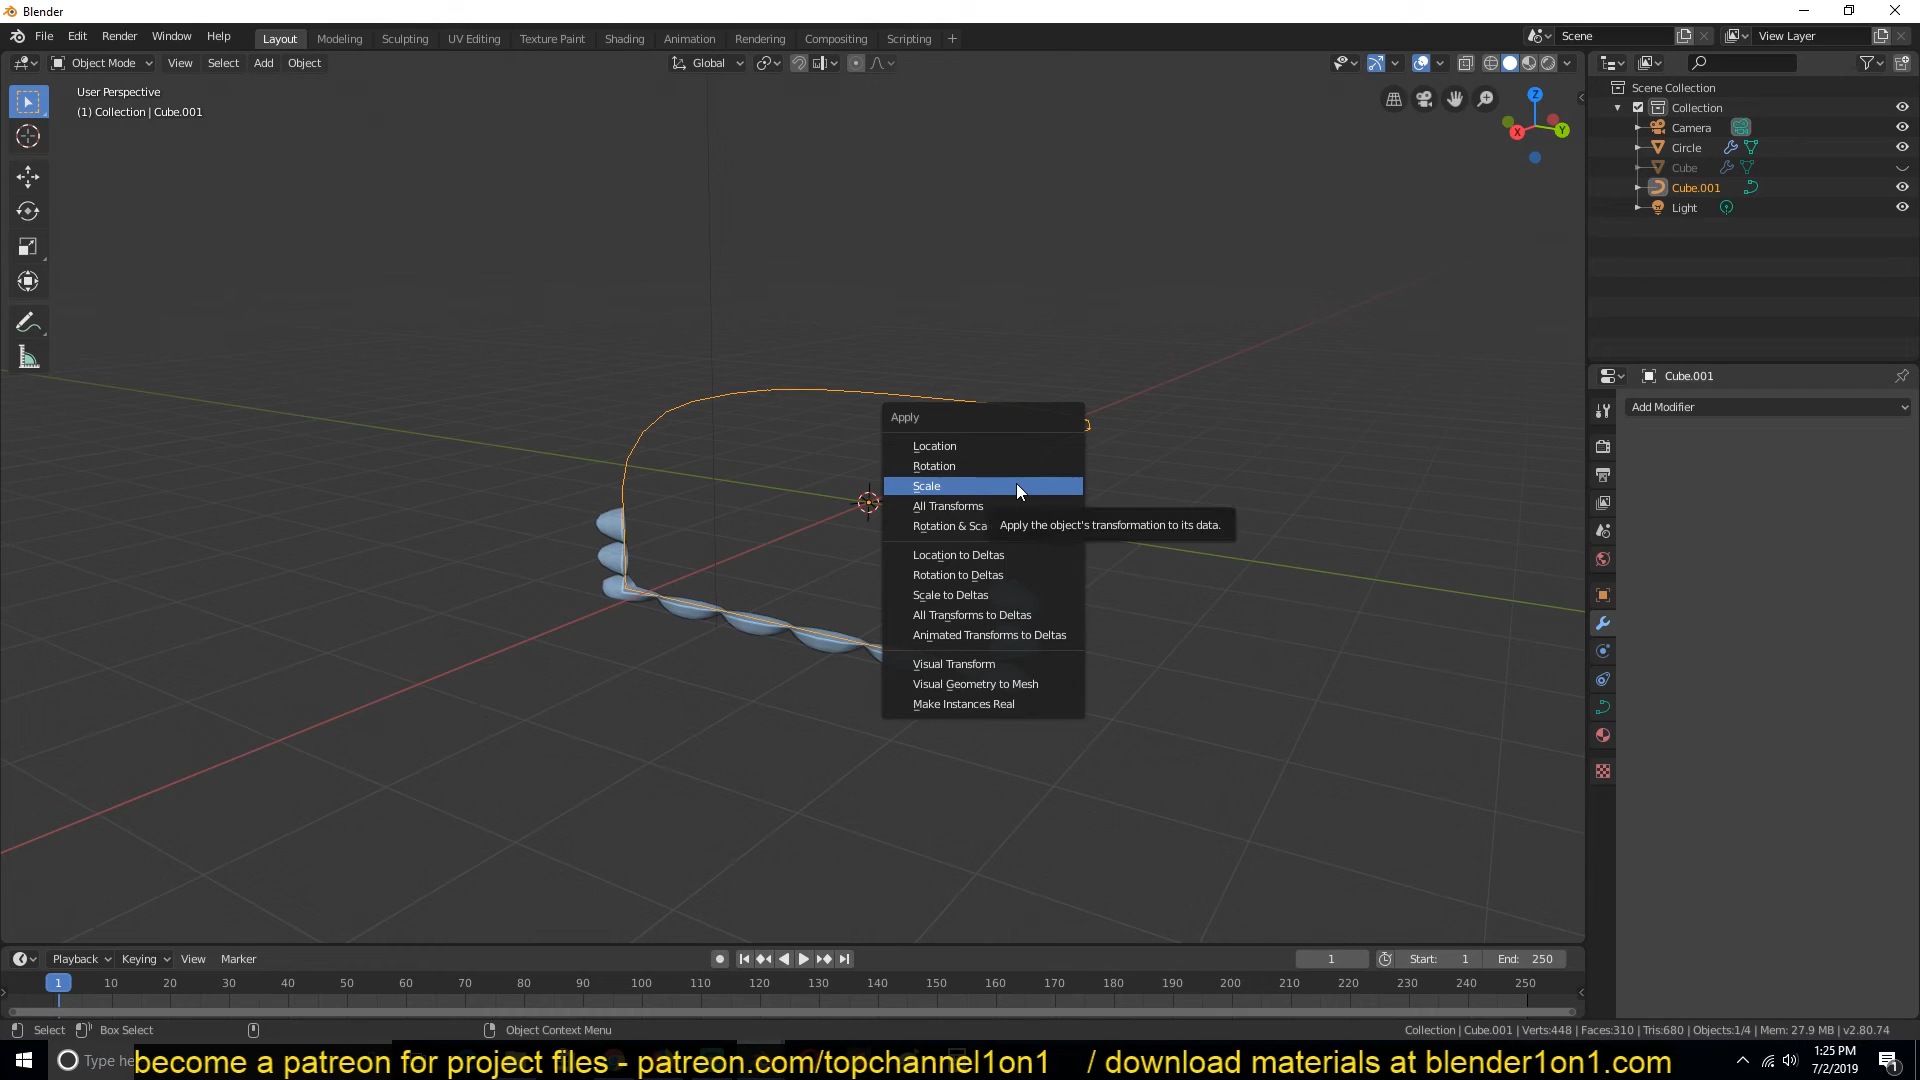 Blender
File Edit Render Window Help Layout Modeling Sculpting UV Editing Texture Paint Shading Animation Rendering Compositing Scripting + Scene View Layer
Object Mode View Select Add Object Global
User Perspective
(1) Collection | Cube.001
Z
X
Y
Scene Collection
Collection
Camera
Circle
Cube
Cube.001
Light
Cube.001
Add Modifier
Apply
Location
Rotation
Scale
All Transforms
Rotation & Sca
Apply the object's transformation to its data.
Location to Deltas
Rotation to Deltas
Scale to Deltas
All Transforms to Deltas
Animated Transforms to Deltas
Visual Transform
Visual Geometry to Mesh
Make Instances Real
Playback Keying View Marker 1 Start: 1 End: 250
1 10 20 30 40 50 60 70 80 90 100 110 120 130 140 150 160 170 180 190 200 210 220 230 240 250
Select Box Select Object Context Menu Collection | Cube.001 | Verts:448 | Faces:310 | Tris:680 | Objects:1/4 | Mem: 27.9 MB | v2.80.74
Type he
become a patreon for project files - patreon.com/topchannel1on1 / download materials at blender1on1.com
1:25 PM
7/2/2019
1